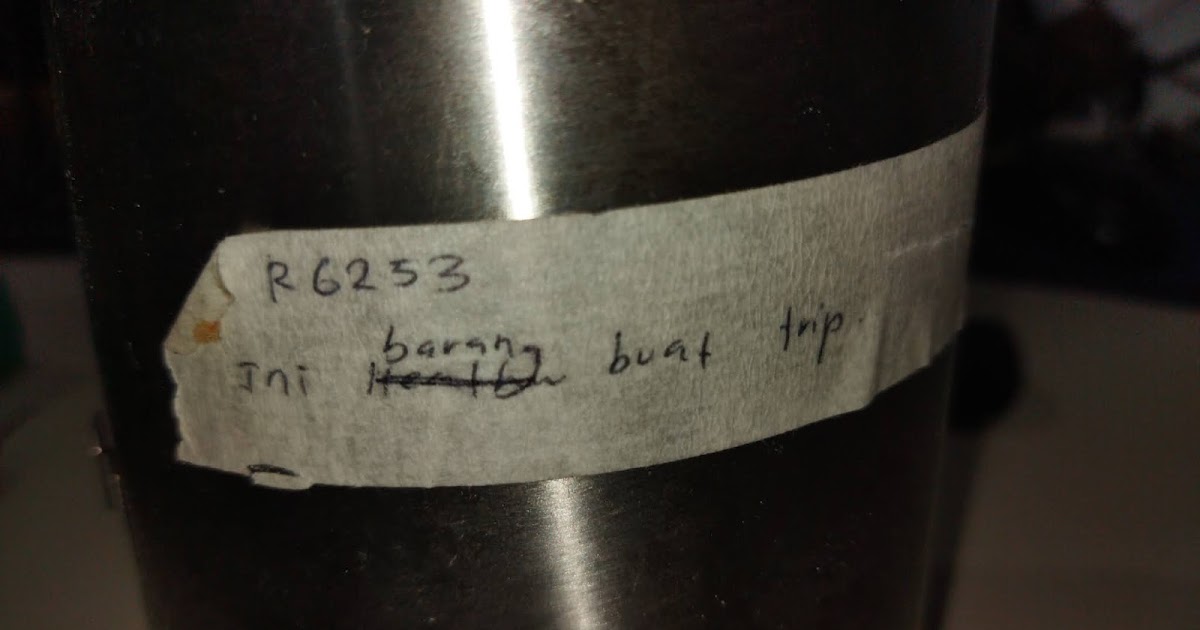 R6253
Ini barang buat trip.